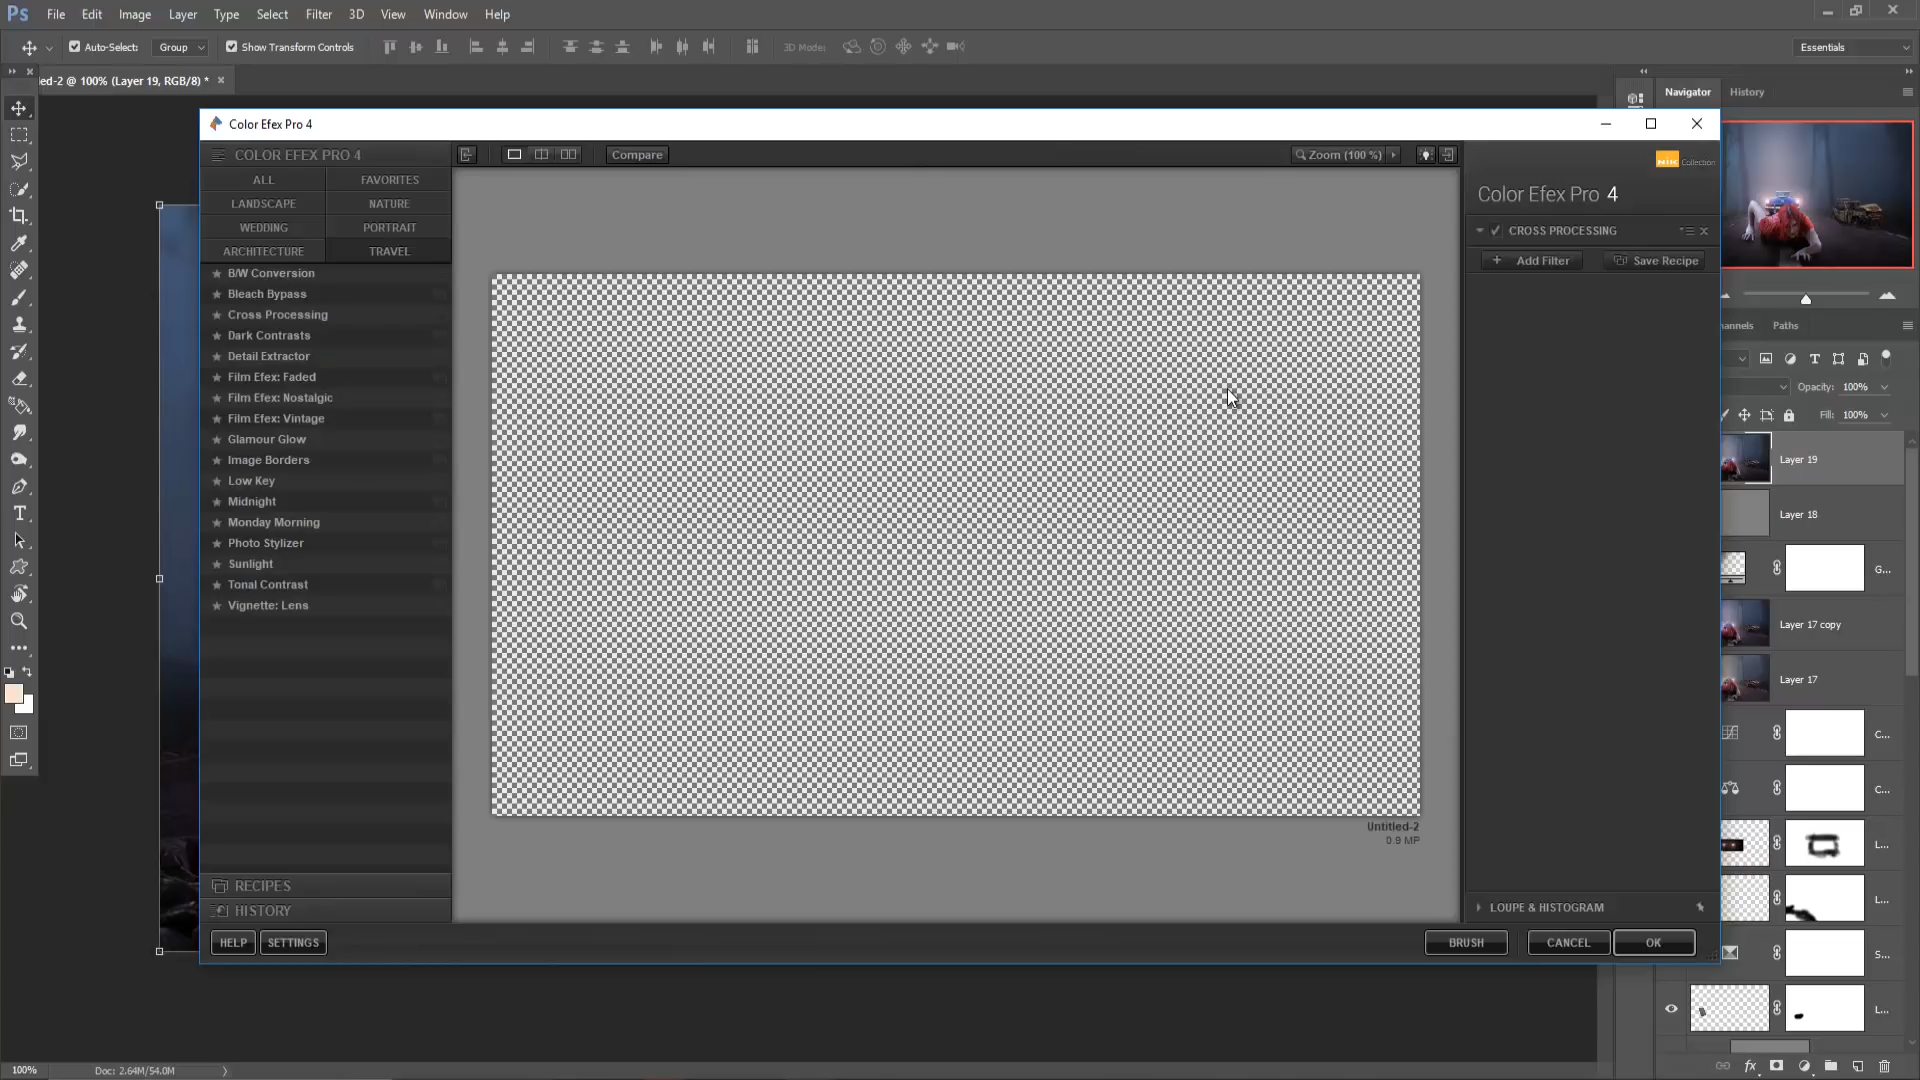 Ps File Edit Image Layer Type Select Filter 3D View Window Help
Auto-Select: Group Show Transform Controls 3D Mode: Essentials
ed-2 @ 100% (Layer 19, RGB/8) *
Navigator History
Color Efex Pro 4
COLOR EFEX PRO 4
Compare
Zoom (100 %)
Nik Collection
ALL FAVORITES
LANDSCAPE NATURE
WEDDING PORTRAIT
ARCHITECTURE TRAVEL
B/W Conversion
Bleach Bypass
Cross Processing
Dark Contrasts
Detail Extractor
Film Efex: Faded
Film Efex: Nostalgic
Film Efex: Vintage
Glamour Glow
Image Borders
Low Key
Midnight
Monday Morning
Photo Stylizer
Sunlight
Tonal Contrast
Vignette: Lens
RECIPES
HISTORY
HELP SETTINGS
Untitled-2
0.9 MP
Color Efex Pro 4
CROSS PROCESSING
Add Filter Save Recipe
LOUPE & HISTOGRAM
BRUSH CANCEL OK
annels Paths
Opacity: 100%
Fill: 100%
Layer 19
Layer 18
G...
Layer 17 copy
Layer 17
C...
C...
L...
L...
S...
L...
fx
100% Doc: 2.64M/54.0M